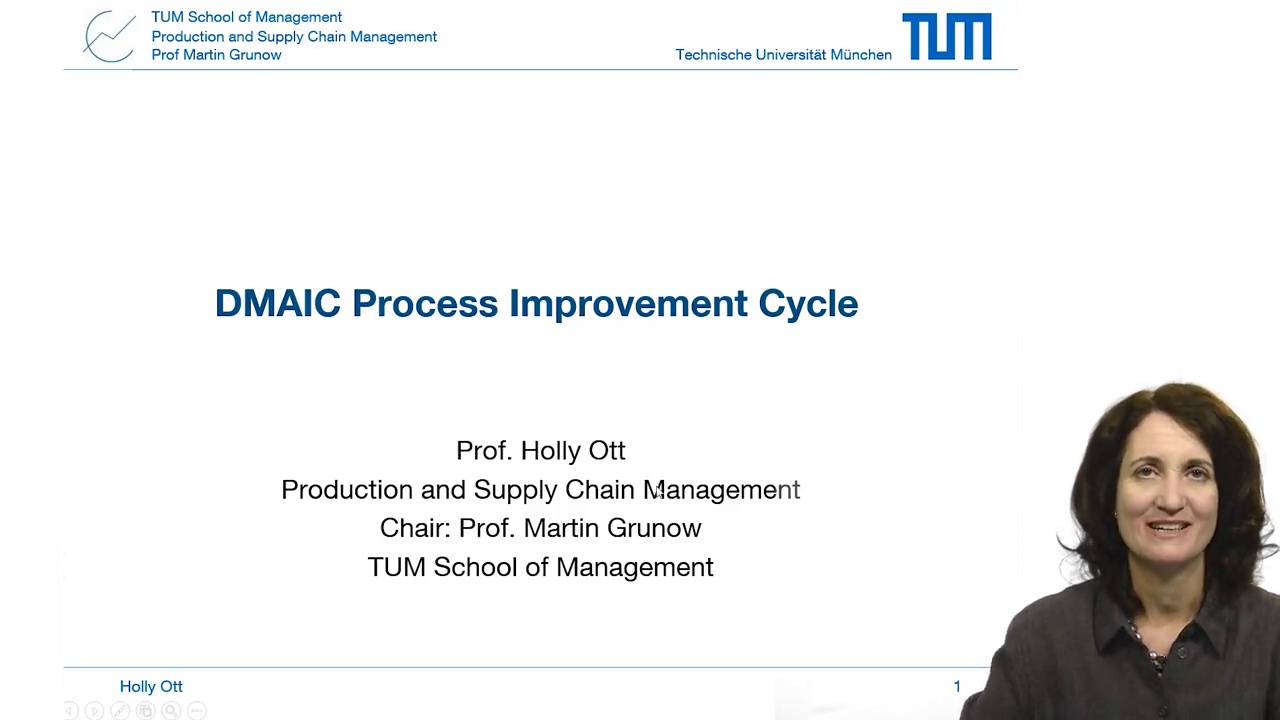 TUM School of Management
Production and Supply Chain Management
Prof Martin Grunow
Technische Universität München
TUM
DMAIC Process Improvement Cycle
Prof. Holly Ott
Production and Supply Chain Management
Chair: Prof. Martin Grunow
TUM School of Management
Holly Ott
1